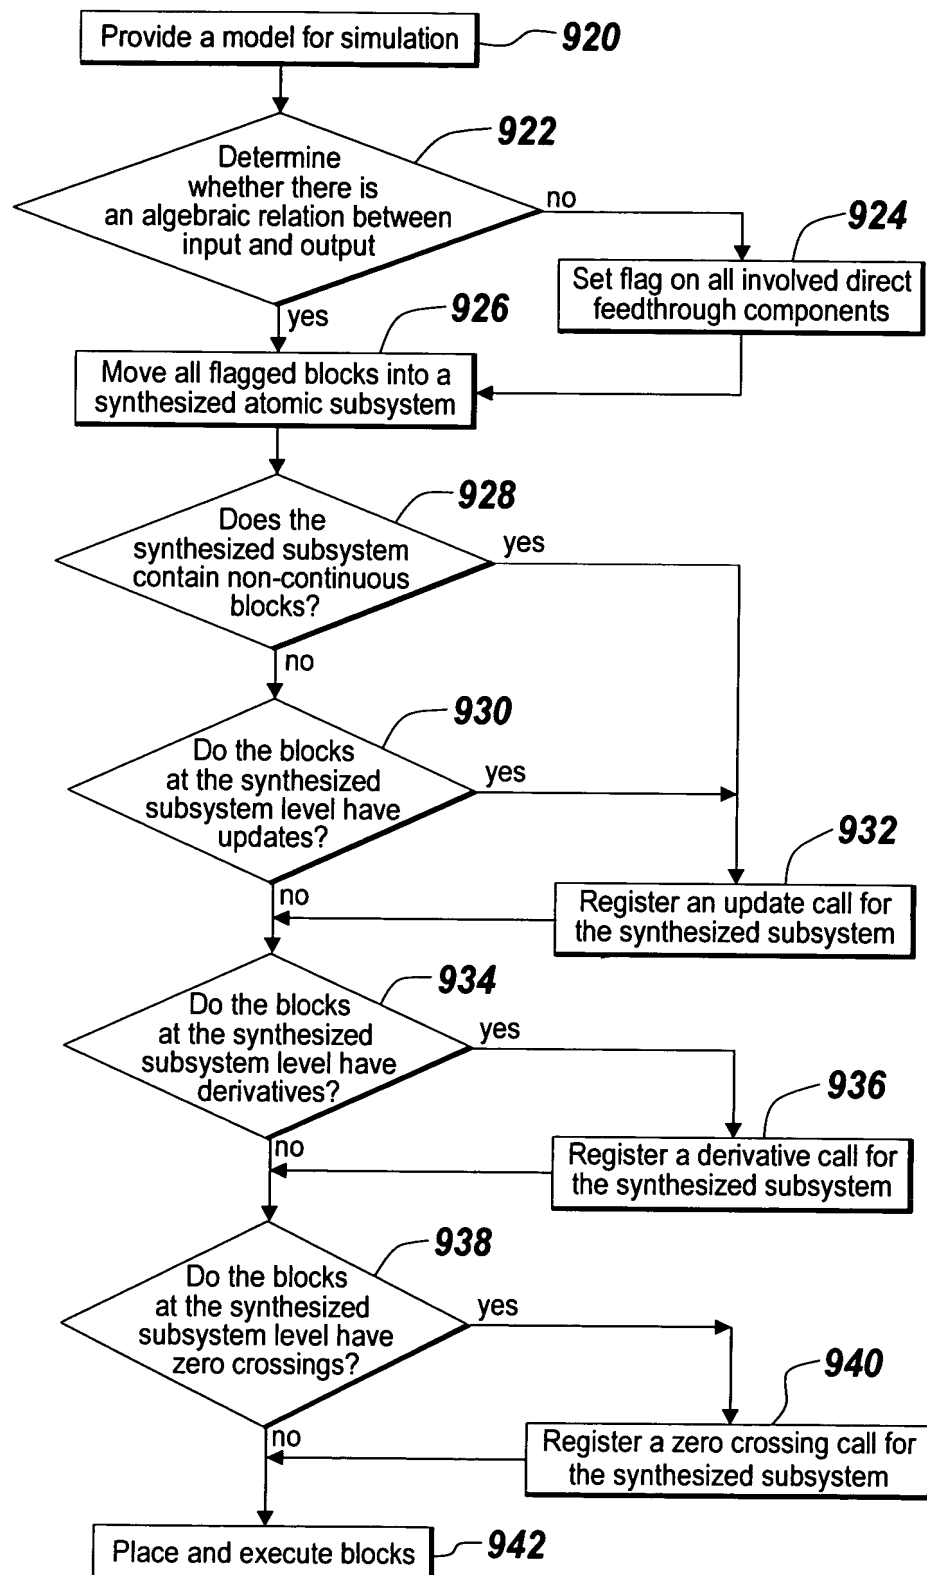 Provide a model for simulation
920
922
Determine
whether there is
an algebraic relation between
input and output
no
924
Set flag on all involved direct
feedthrough components
yes
926
Move all flagged blocks into a
synthesized atomic subsystem
928
Does the
synthesized subsystem
contain non-continuous
blocks?
yes
no
930
Do the blocks
at the synthesized
subsystem level have
updates?
yes
932
no
Register an update call for
the synthesized subsystem
934
Do the blocks
at the synthesized
subsystem level have
derivatives?
yes
936
no
Register a derivative call for
the synthesized subsystem
938
Do the blocks
at the synthesized
subsystem level have
zero crossings?
yes
940
no
Register a zero crossing call for
the synthesized subsystem
Place and execute blocks
942